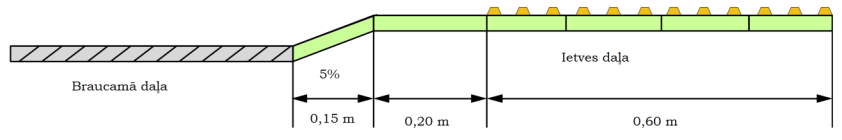 Ietves daļa
5%
Braucamā daļa
0,15 m
0,20 m
0,60 m